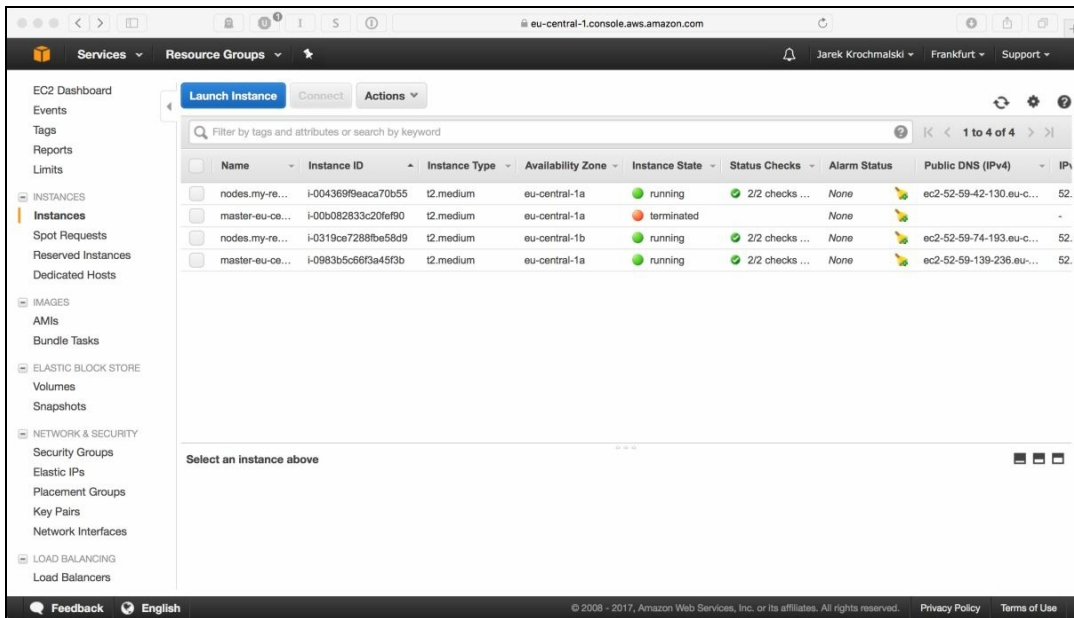 eu-central-1.console.aws.amazon.com
Services Resource Groups Jarek Krochmalski Frankfurt Support
EC2 Dashboard
Events
Tags
Reports
Limits
INSTANCES
Instances
Spot Requests
Reserved Instances
Dedicated Hosts
IMAGES
AMIs
Bundle Tasks
ELASTIC BLOCK STORE
Volumes
Snapshots
NETWORK & SECURITY
Security Groups
Elastic IPs
Placement Groups
Key Pairs
Network Interfaces
LOAD BALANCING
Load Balancers
Launch Instance Connect Actions
Filter by tags and attributes or search by keyword 1 to 4 of 4
Name Instance ID Instance Type Availability Zone Instance State Status Checks Alarm Status Public DNS (IPv4) IPv
nodes.my-re... i-004369f9eaca70b55 t2.medium eu-central-1a running 2/2 checks ... None ec2-52-59-42-130.eu-c... 52.
master-eu-ce... i-00b082833c20fef90 t2.medium eu-central-1a terminated None -
nodes.my-re... i-0319ce7288fbe58d9 t2.medium eu-central-1b running 2/2 checks ... None ec2-52-59-74-193.eu-c... 52.
master-eu-ce... i-0983b5c66f3a45f3b t2.medium eu-central-1a running 2/2 checks ... None ec2-52-59-139-236.eu-... 52.
Select an instance above
Feedback English © 2008 - 2017, Amazon Web Services, Inc. or its affiliates. All rights reserved. Privacy Policy Terms of Use